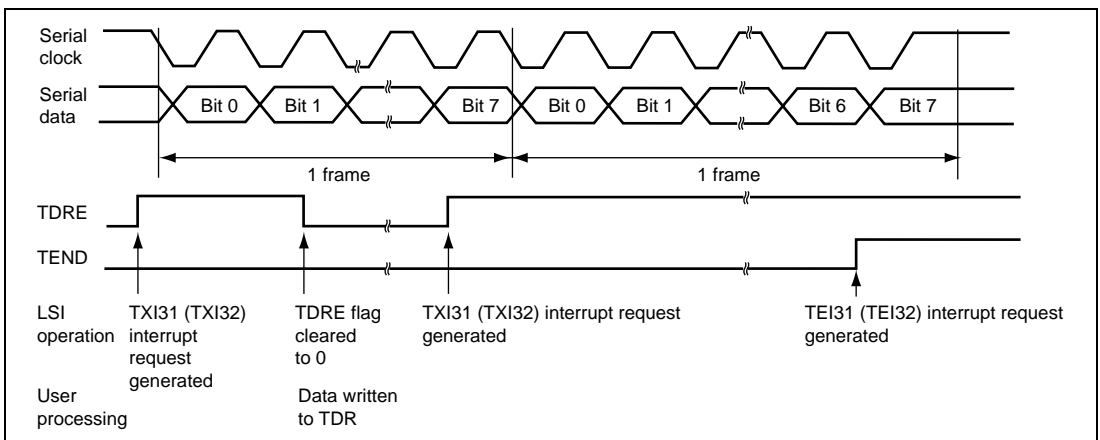 Serial
clock
Serial
data
Bit 0 Bit 1 Bit 7 Bit 0 Bit 1 Bit 6 Bit 7
1 frame 1 frame
TDRE
TEND
LSI
operation
TXI31 (TXI32)
interrupt
request
generated
TDRE flag
cleared
to 0
TXI31 (TXI32) interrupt request
generated
TEI31 (TEI32) interrupt request
generated
User
processing
Data written
to TDR